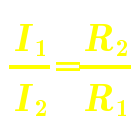 I₁/I₂ = R₂/R₁